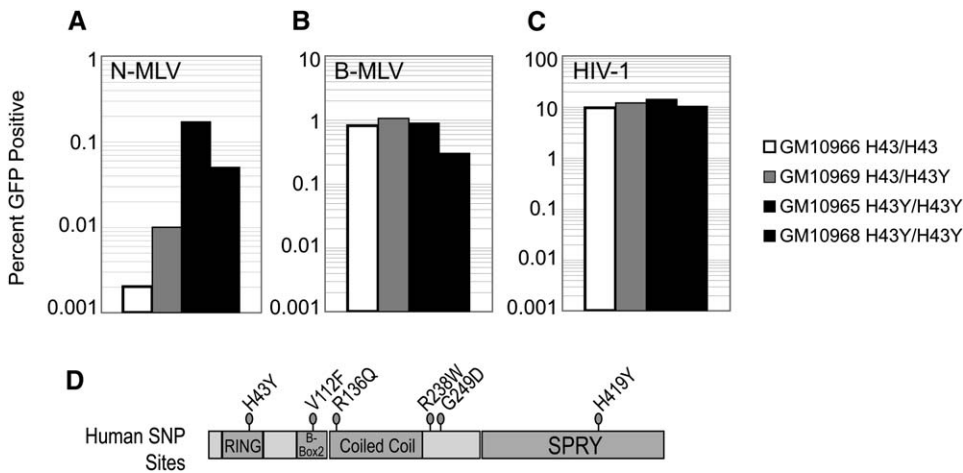 A
B
C
Percent GFP Positive
1
0.1
0.01
0.001
N-MLV
10
1
0.1
0.01
0.001
B-MLV
100
10
1
0.1
0.01
0.001
HIV-1
GM10966 H43/H43
GM10969 H43/H43Y
GM10965 H43Y/H43Y
GM10968 H43Y/H43Y
D
H43Y
V112F
R136Q
R238W
G249D
H419Y
Human SNP
Sites
RING
B-
Box2
Coiled Coil
SPRY